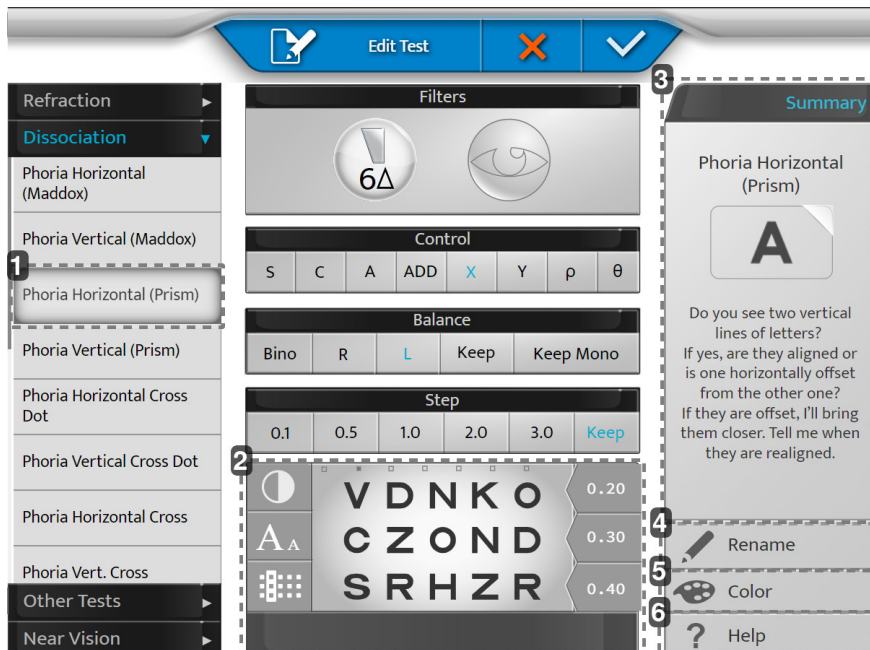 Edit Test
3
Refraction
Dissociation
Phoria Horizontal
(Maddox)
Phoria Vertical (Maddox)
1
Phoria Horizontal (Prism)
Phoria Vertical (Prism)
Phoria Horizontal Cross
Dot
Phoria Vertical Cross Dot
Phoria Horizontal Cross
Phoria Vert. Cross
Other Tests
Near Vision
Filters
6Δ
Control
S C A ADD X Y ρ θ
Balance
Bino R L Keep Keep Mono
Step
0.1 0.5 1.0 2.0 3.0 Keep
2
V D N K O 0.20
A A C Z O N D 0.30
S R H Z R 0.40
Summary
Phoria Horizontal
(Prism)
A
Do you see two vertical
lines of letters?
If yes, are they aligned or
is one horizontally offset
from the other one?
If they are offset, I'll bring
them closer. Tell me when
they are realigned.
4
Rename
5
Color
6
? Help